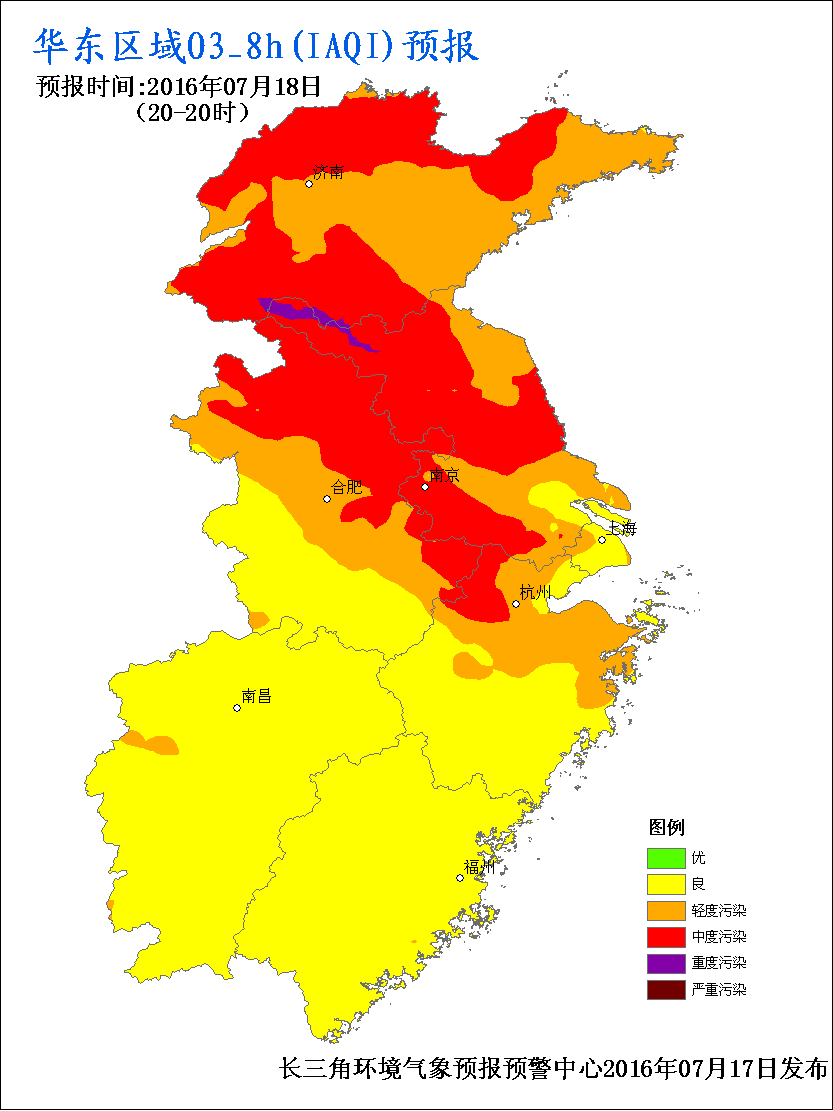 华东区域O3_8h(IAQI)预报
预报时间:2016年07月18日
（20-20时）
济南
南京
合肥
上海
杭州
南昌
福州
图例
优
良
轻度污染
中度污染
重度污染
严重污染
长三角环境气象预报预警中心2016年07月17日发布